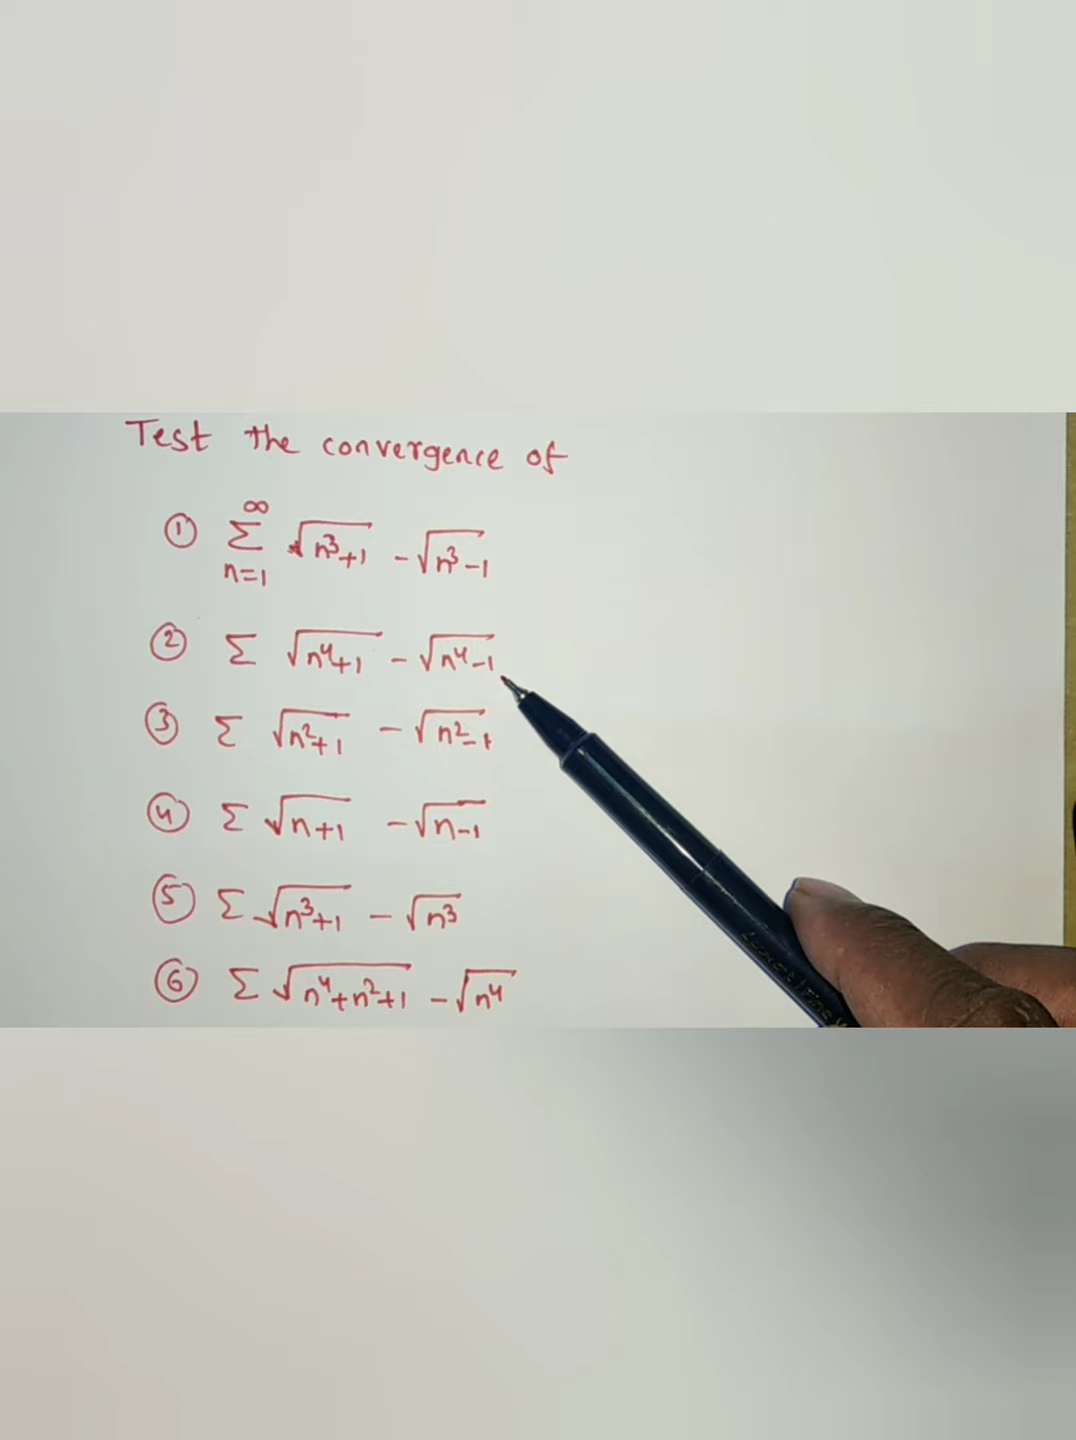 Test the convergence of
① ∞ Σ n=1 √(n³+1) - √(n³-1)
② Σ √(n⁴+1) - √(n⁴-1)
③ Σ √(n²+1) - √(n²-1)
④ Σ √(n+1) - √(n-1)
⑤ Σ √(n³+1) - √(n³)
⑥ Σ √(n⁴+n²+1) - √(n⁴)